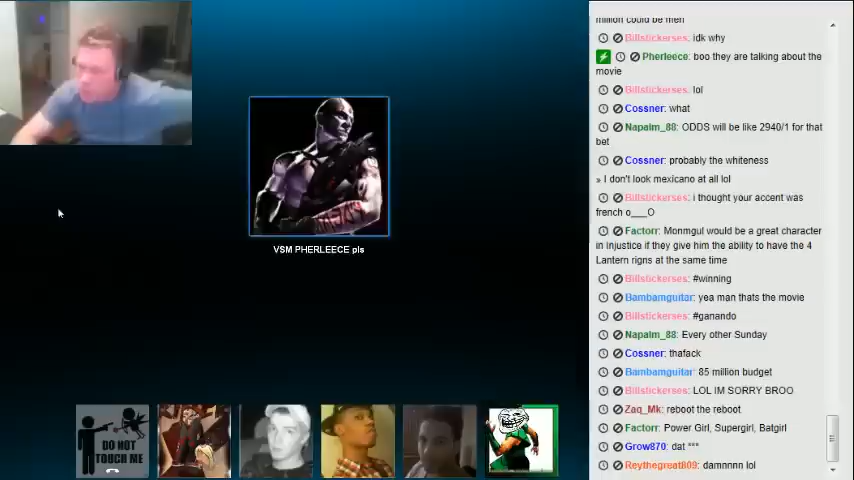 million could be men
Billstickerses: idk why
Pherleece: boo they are talking about the
movie
Billstickerses: lol
Cossner: what
Napalm_88: ODDS will be like 2940/1 for that
bet
Cossner: probably the whiteness
» I don't look mexicano at all lol
Billstickerses: i thought your accent was
french o___O
Factorr: Monmgul would be a great character
in Injustice if they give him the ability to have the 4
Lantern rigns at the same time
Billstickerses: #winning
Bambamguitar: yea man thats the movie
Billstickerses: #ganando
Napalm_88: Every other Sunday
Cossner: thafack
Bambamguitar: 85 million budget
Billstickerses: LOL IM SORRY BROO
Zaq_Mk: reboot the reboot
Factorr: Power Girl, Supergirl, Batgirl
Grow870: dat ***
Reythegreat809: damnnnn lol
VSM PHERLEECE pls
DO NOT
TOUCH ME